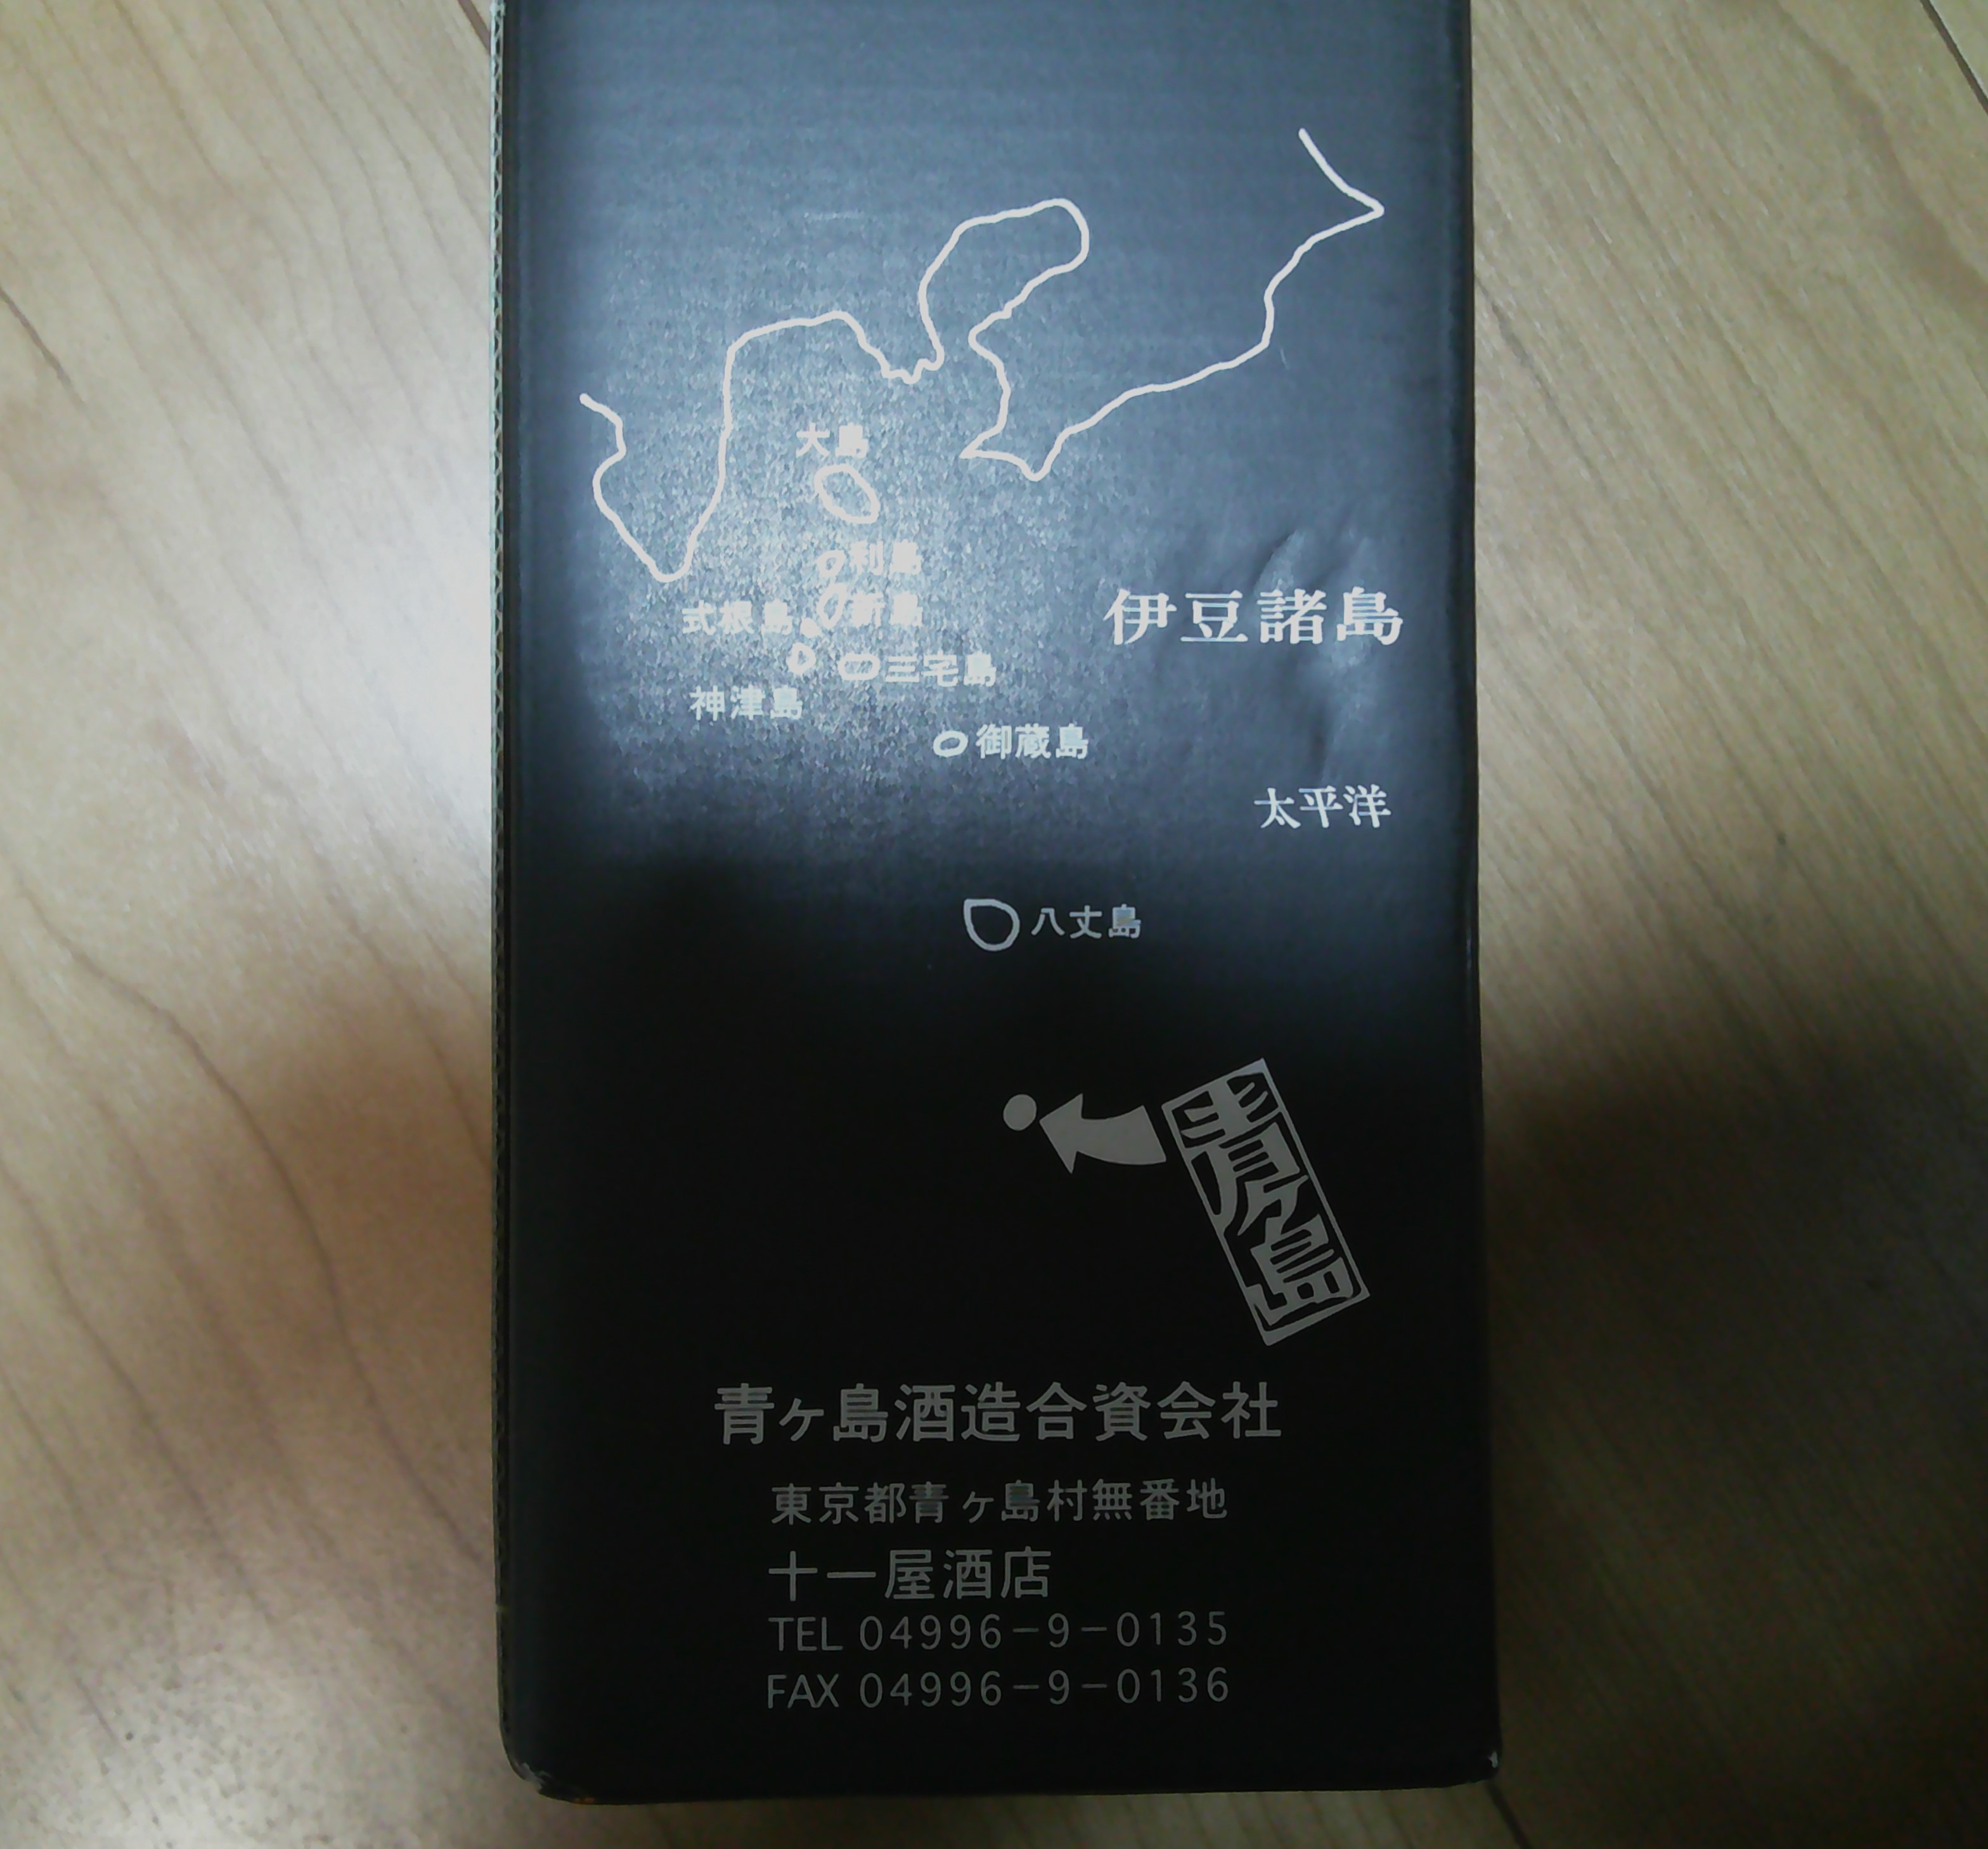 大島
利島
新島
式根島
三宅島
神津島
伊豆諸島
御蔵島
太平洋
八丈島
青ヶ島
青ヶ島酒造合資会社
東京都青ヶ島村無番地
十一屋酒店
TEL 04996-9-0135
FAX 04996-9-0136